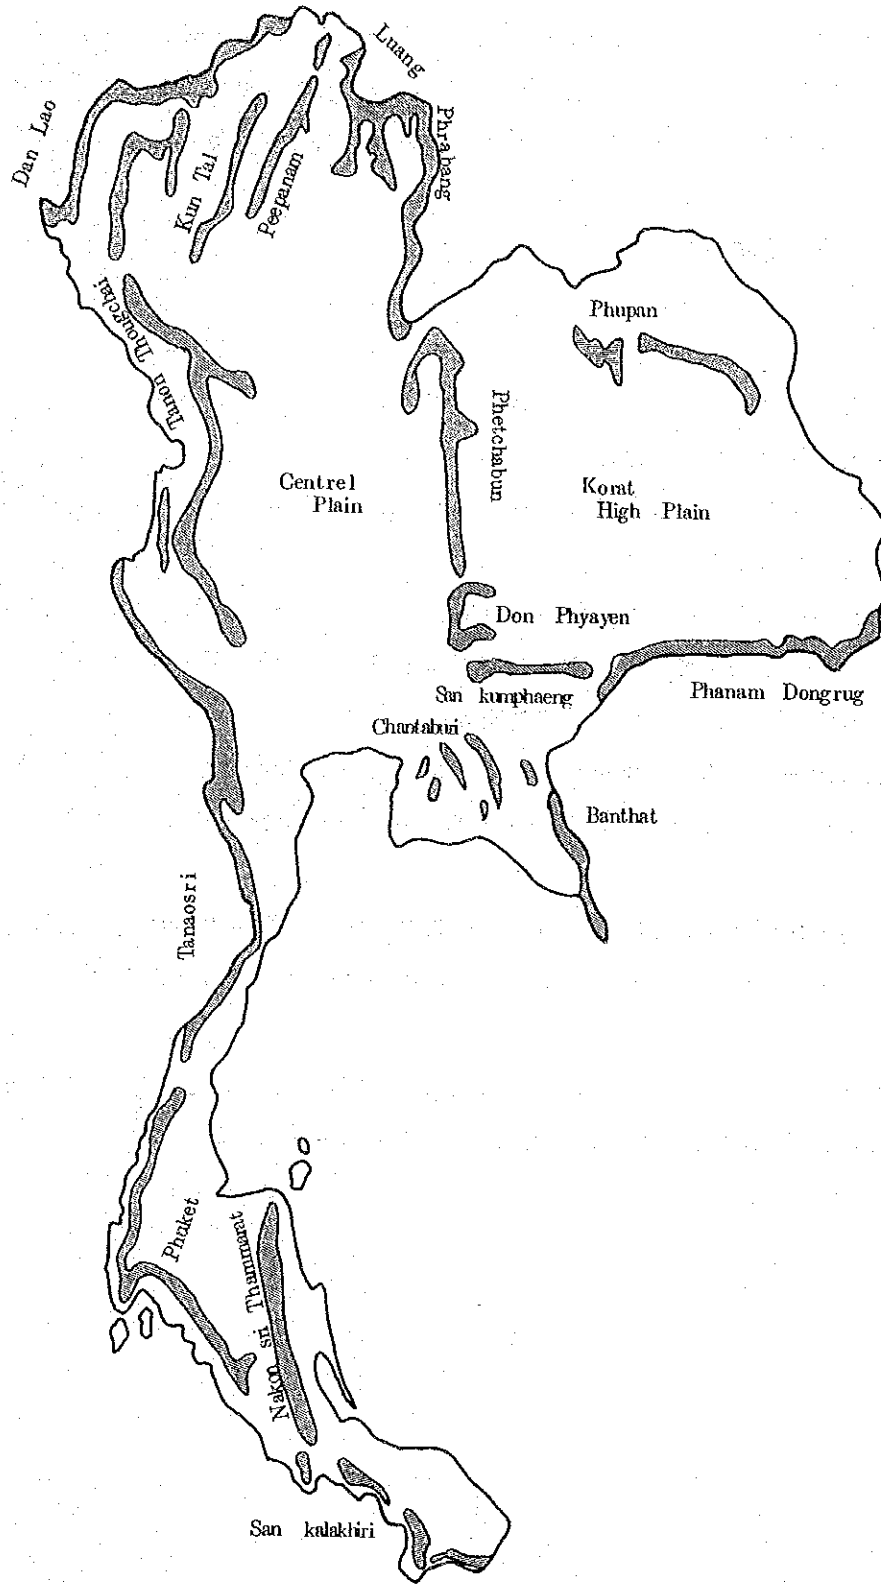 Luang
Phrabang
Dan Lao
Kun Tal
Peepanam
Tanon Thongchai
Phupan
Phetchabun
Centrel
Plain
Korat
High Plain
Don Phyayen
San kumphaeng
Phanam Dongrug
Chantaburi
Banthat
Tanaosri
Phuket
Nakon sri Thammarat
San kalakhiri